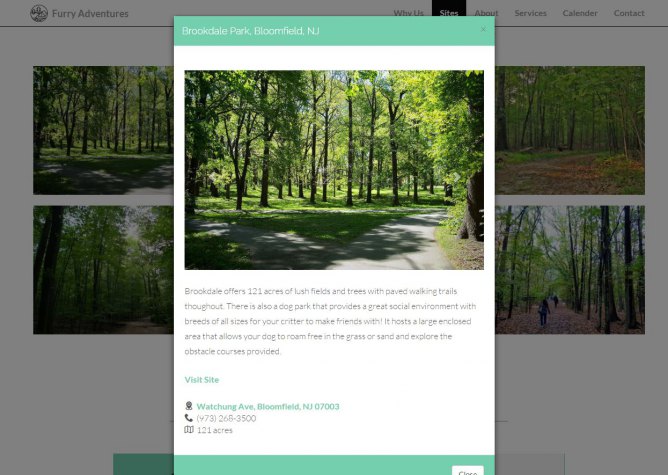 Furry Adventures
Why Us
Sites
About
Services
Calender
Contact
Brookdale Park, Bloomfield, NJ
×
Brookdale offers 121 acres of lush fields and trees with paved walking trails
thoughout. There is also a dog park that provides a great social environment with
breeds of all sizes for your critter to make friends with! It hosts a large enclosed
area that allows your dog to roam free in the grass or sand and explore the
obstacle courses provided.
Visit Site
Watchung Ave, Bloomfield, NJ 07003
(973) 268-3500
121 acres
Close